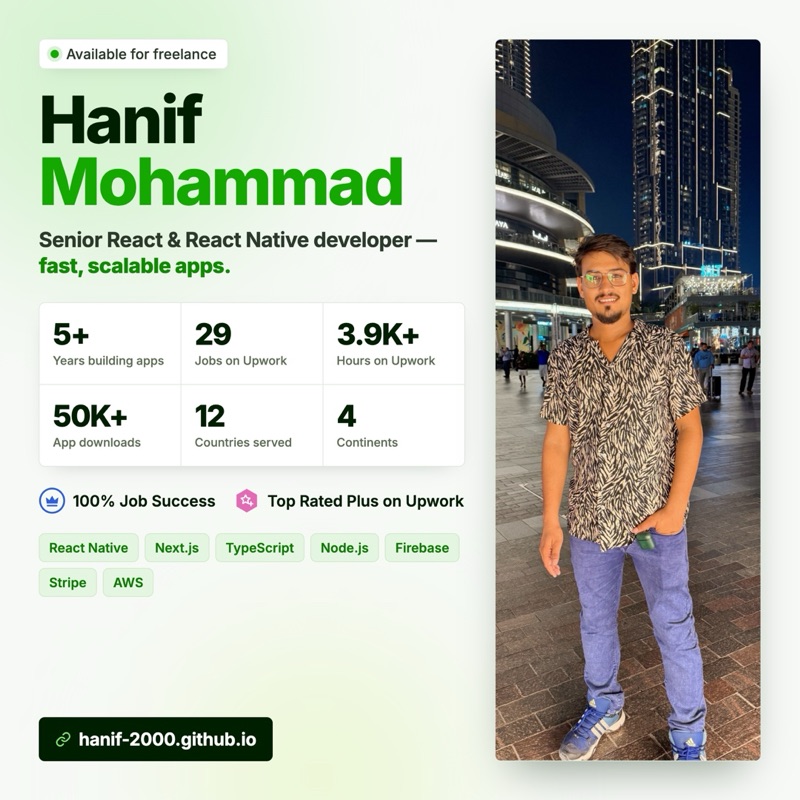 Available for freelance
Hanif
Mohammad
Senior React & React Native developer —
fast, scalable apps.
5+
Years building apps
29
Jobs on Upwork
3.9K+
Hours on Upwork
50K+
App downloads
12
Countries served
4
Continents
100% Job Success
Top Rated Plus on Upwork
React Native
Next.js
TypeScript
Node.js
Firebase
Stripe
AWS
hanif-2000.github.io